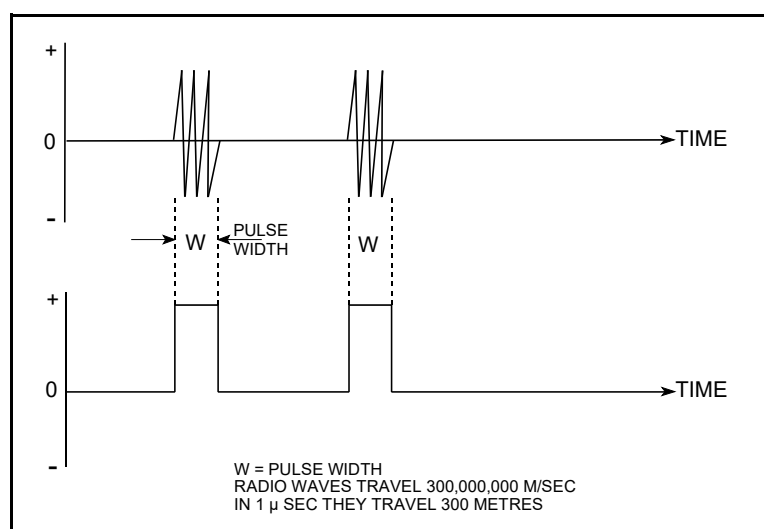 +
0
TIME
-
W
PULSE
WIDTH
W
+
0
TIME
-
W = PULSE WIDTH
RADIO WAVES TRAVEL 300,000,000 M/SEC
IN 1 μ SEC THEY TRAVEL 300 METRES